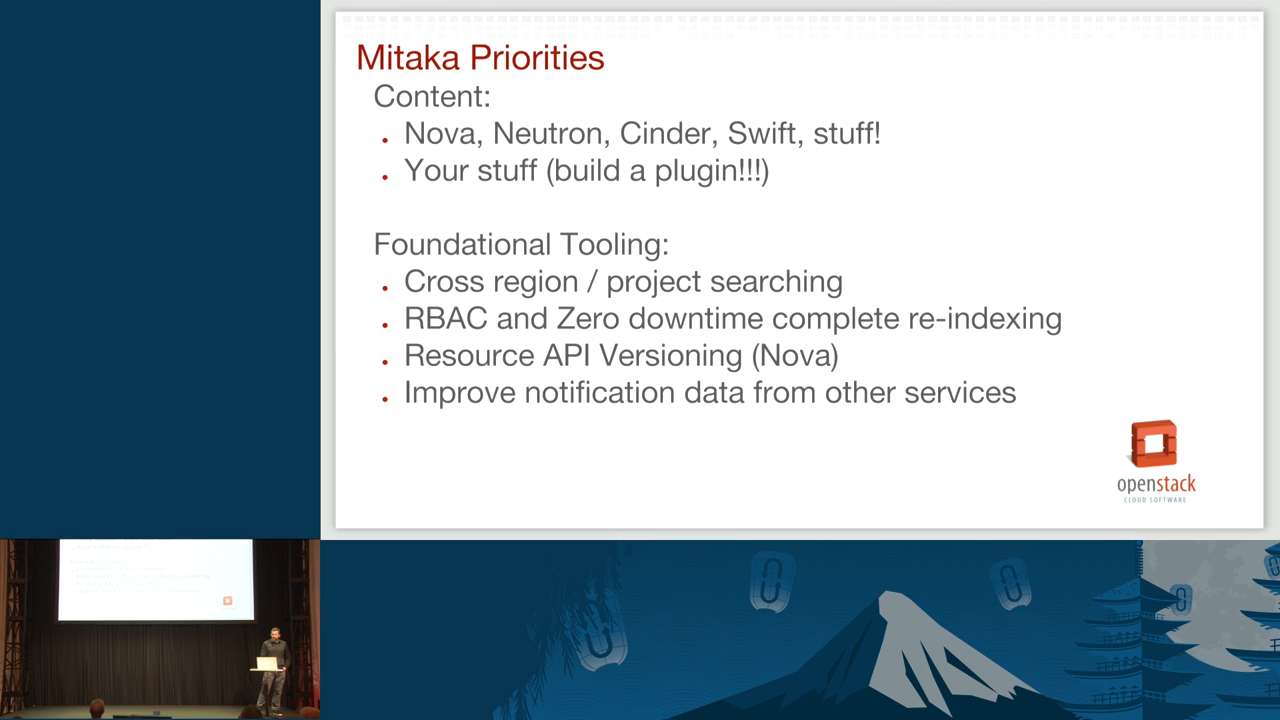 Mitaka Priorities
Content:
Nova, Neutron, Cinder, Swift, stuff!
Your stuff (build a plugin!!!)
Foundational Tooling:
Cross region / project searching
RBAC and Zero downtime complete re-indexing
Resource API Versioning (Nova)
Improve notification data from other services
openstack
CLOUD SOFTWARE